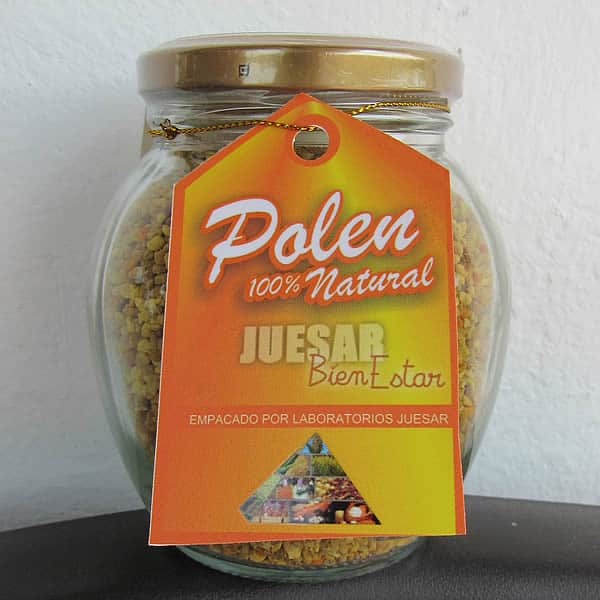 Polen
100% Natural
JUESAR
BienEstar
EMPACADO POR LABORATORIOS JUESAR